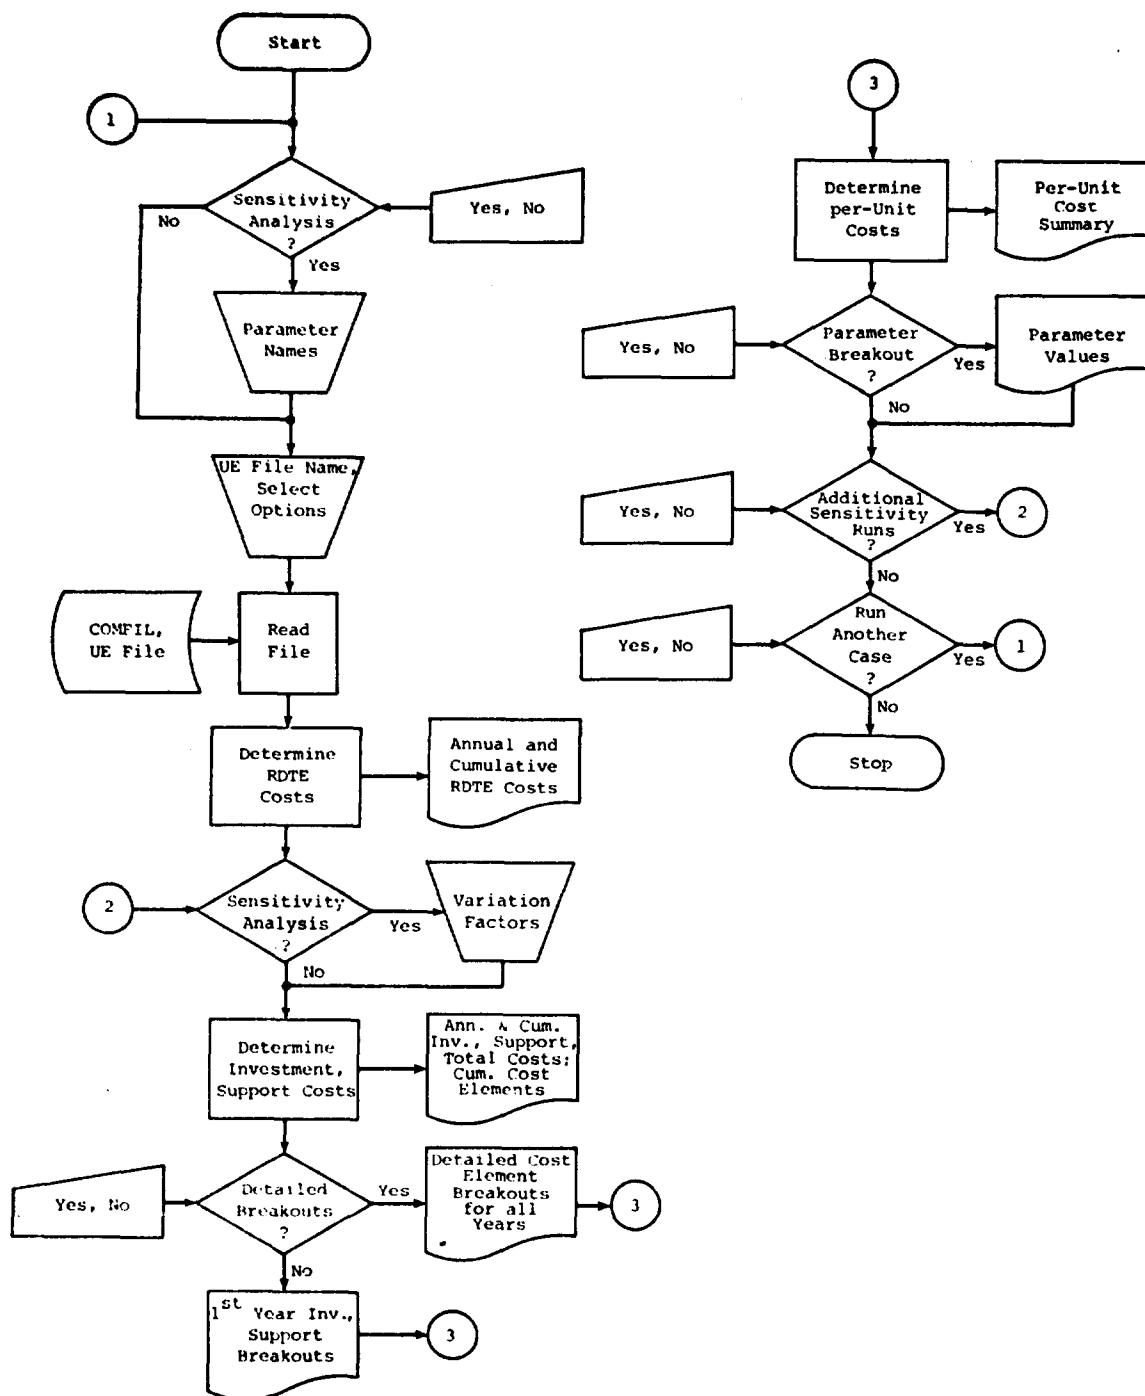 Start
1
Sensitivity
Analysis
?
No
Yes
Yes, No
Parameter
Names
UE File Name,
Select
Options
COMFIL,
UE File
Read
File
Determine
RDTE
Costs
Annual and
Cumulative
RDTE Costs
2
Sensitivity
Analysis
?
Yes
No
Variation
Factors
Determine
Investment,
Support Costs
Ann. & Cum.
Inv., Support,
Total Costs;
Cum. Cost
Elements
Yes, No
Detailed
Breakouts
?
Yes
No
Detailed Cost
Element
Breakouts
for all
Years
3
1st Year Inv.,
Support
Breakouts
3
3
Determine
per-Unit
Costs
Per-Unit
Cost
Summary
Yes, No
Parameter
Breakout
?
Yes
No
Parameter
Values
Yes, No
Additional
Sensitivity
Runs
?
Yes
No
2
Yes, No
Run
Another
Case
?
Yes
No
1
Stop